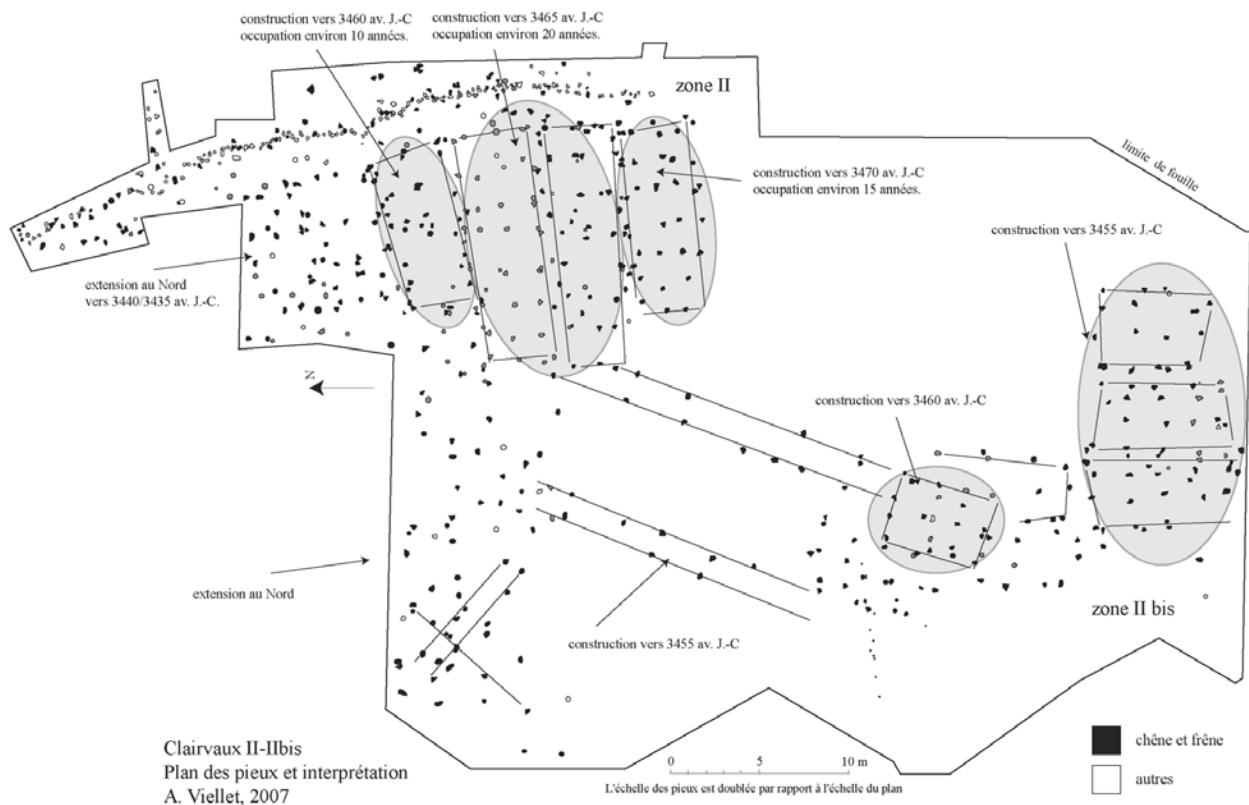 construction vers 3460 av. J.-C
occupation environ 10 années.
construction vers 3465 av. J.-C
occupation environ 20 années.
zone II
limite de fouille
construction vers 3470 av. J.-C
occupation environ 15 années.
construction vers 3455 av. J.-C
extension au Nord
vers 3440/3435 av. J.-C.
N
construction vers 3460 av. J.-C
extension au Nord
zone II bis
construction vers 3455 av. J.-C
Clairvaux II-IIbis
Plan des pieux et interprétation
A. Viellet, 2007
0 5 10 m
L'échelle des pieux est doublée par rapport à l'échelle du plan
chêne et frêne
autres